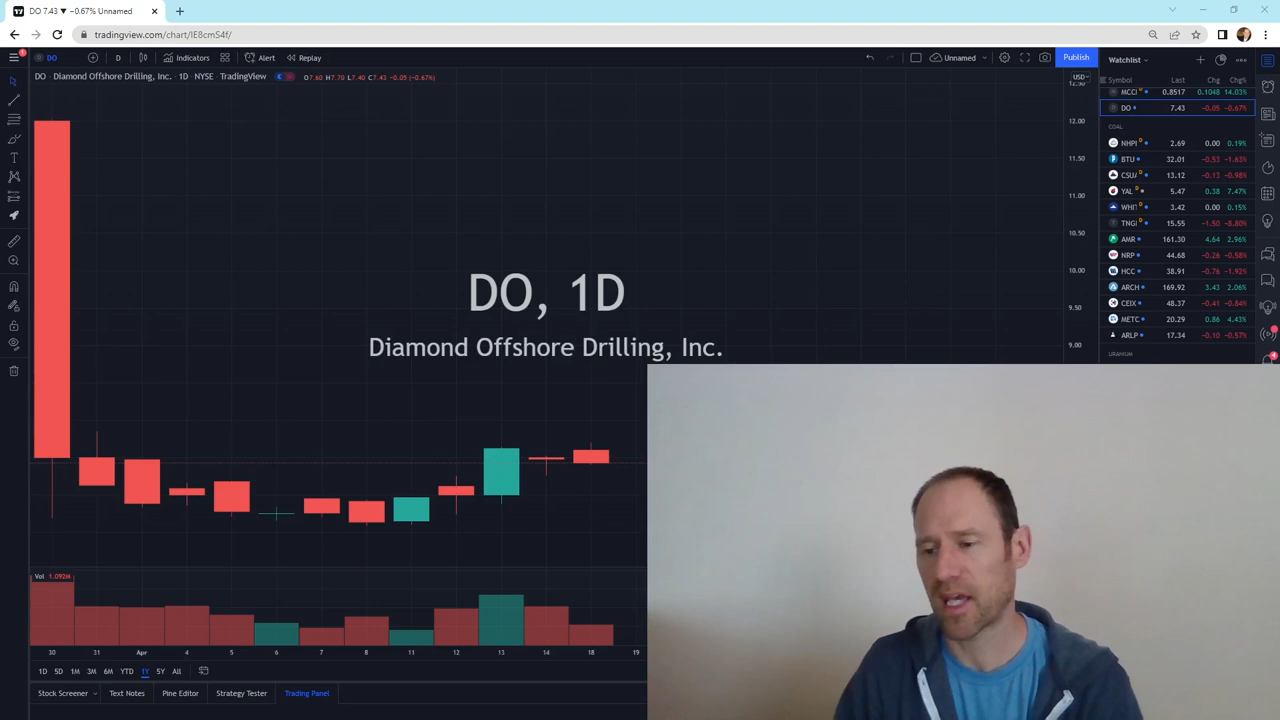 DO 7.43 ▼ −0.67% Unnamed
tradingview.com/chart/IE8cmS4f/
DO
D
Indicators
Alert
Replay
Unnamed
Publish
Watchlist
DO · Diamond Offshore Drilling, Inc. · 1D · NYSE · TradingView
O7.60 H7.70 L7.40 C7.43 −0.05 (−0.67%)
USD
Symbol Last Chg Chg%
MCCI D 0.8517 0.1048 14.03%
DO 7.43 −0.05 −0.67%
COAL
NHPI D 2.69 0.00 0.19%
BTU 32.01 −0.53 −1.63%
CSU D 13.12 −0.13 −0.98%
YAL D 5.47 0.38 7.47%
WHI D 3.42 0.00 0.15%
TNGI D 15.55 −1.50 −8.80%
AMR 161.30 4.64 2.96%
NRP 44.68 −0.26 −0.58%
HCC 38.91 −0.76 −1.92%
ARCH 169.92 3.43 2.06%
CEIX 48.37 −0.41 −0.84%
METC 20.29 0.86 4.43%
ARLP 17.34 −0.10 −0.57%
URANIUM
12.50
12.00
11.50
11.00
10.50
10.00
9.50
9.00
DO, 1D
Diamond Offshore Drilling, Inc.
Vol 1.092M
30 31 Apr 4 5 6 7 8 11 12 13 14 18 19
1D 5D 1M 3M 6M YTD 1Y 5Y All
Stock Screener Text Notes Pine Editor Strategy Tester Trading Panel